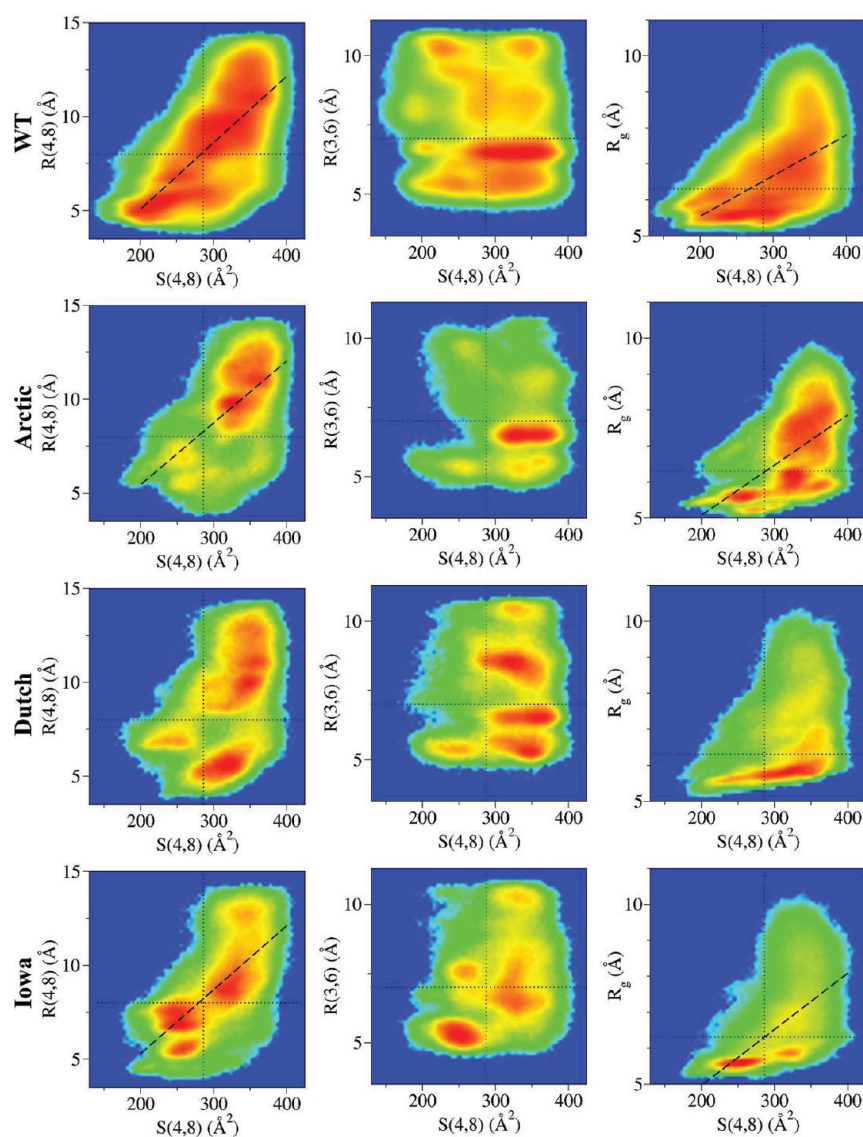 WT
15
10
5
R(4,8) (Å)
200 300 400
S(4,8) (Å²)
10
5
R(3,6) (Å)
200 300 400
S(4,8) (Å²)
10
5
R_g (Å)
200 300 400
S(4,8) (Å²)
Arctic
15
10
5
R(4,8) (Å)
200 300 400
S(4,8) (Å²)
10
5
R(3,6) (Å)
200 300 400
S(4,8) (Å²)
10
5
R_g (Å)
200 300 400
S(4,8) (Å²)
Dutch
15
10
5
R(4,8) (Å)
200 300 400
S(4,8) (Å²)
10
5
R(3,6) (Å)
200 300 400
S(4,8) (Å²)
10
5
R_g (Å)
200 300 400
S(4,8) (Å²)
Iowa
15
10
5
R(4,8) (Å)
200 300 400
S(4,8) (Å²)
10
5
R(3,6) (Å)
200 300 400
S(4,8) (Å²)
10
5
R_g (Å)
200 300 400
S(4,8) (Å²)